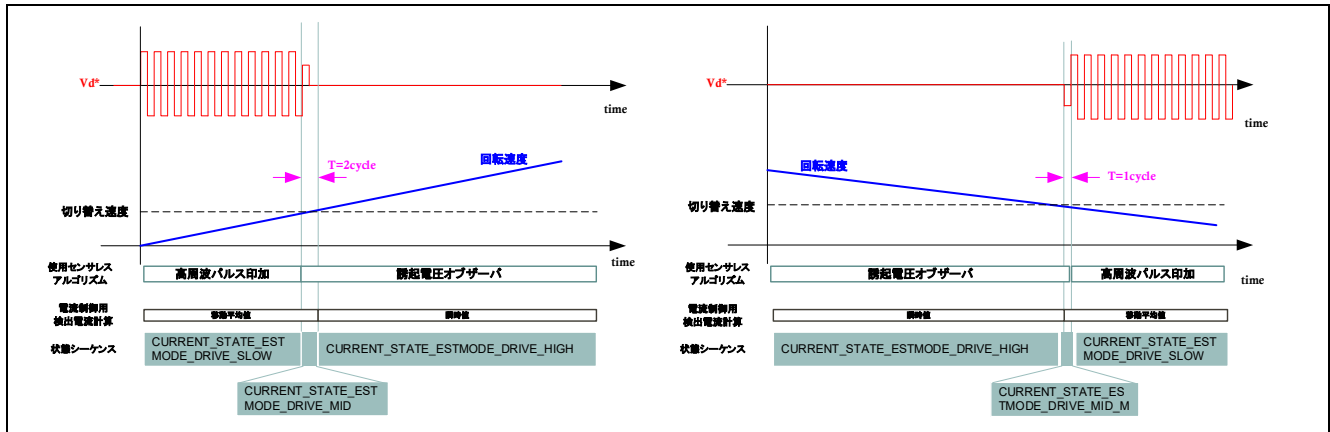 Vd*
time
T=2cycle
回転速度
切り替え速度
time
使用センサレス
アルゴリズム
高周波パルス印加
誘起電圧オブザーバ
電流制御用
検出電流計算
移動平均値
瞬時値
状態シーケンス
CURRENT_STATE_EST
MODE_DRIVE_SLOW
CURRENT_STATE_ESTMODE_DRIVE_HIGH
CURRENT_STATE_EST
MODE_DRIVE_MID
Vd*
time
回転速度
T=1cycle
切り替え速度
time
使用センサレス
アルゴリズム
誘起電圧オブザーバ
高周波パルス印加
電流制御用
検出電流計算
瞬時値
移動平均値
状態シーケンス
CURRENT_STATE_ESTMODE_DRIVE_HIGH
CURRENT_STATE_EST
MODE_DRIVE_SLOW
CURRENT_STATE_ES
TMODE_DRIVE_MID_M